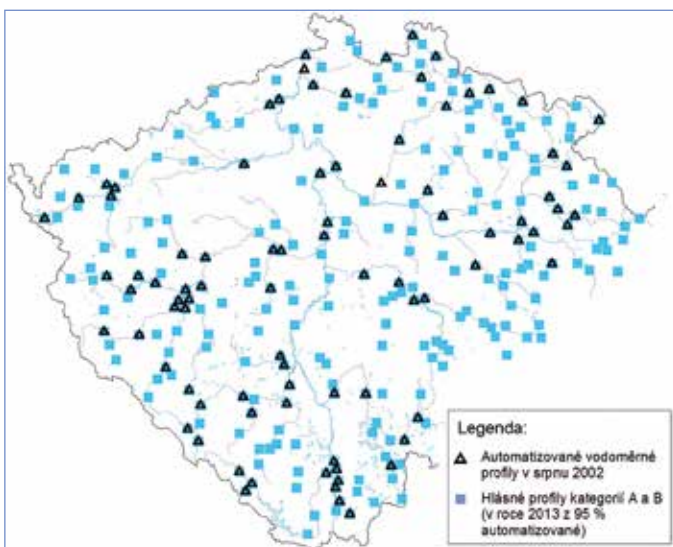 Legenda:
Automatizované vodoměrné
profily v srpnu 2002
Hlásné profily kategorií A a B
(v roce 2013 z 95 %
automatizované)